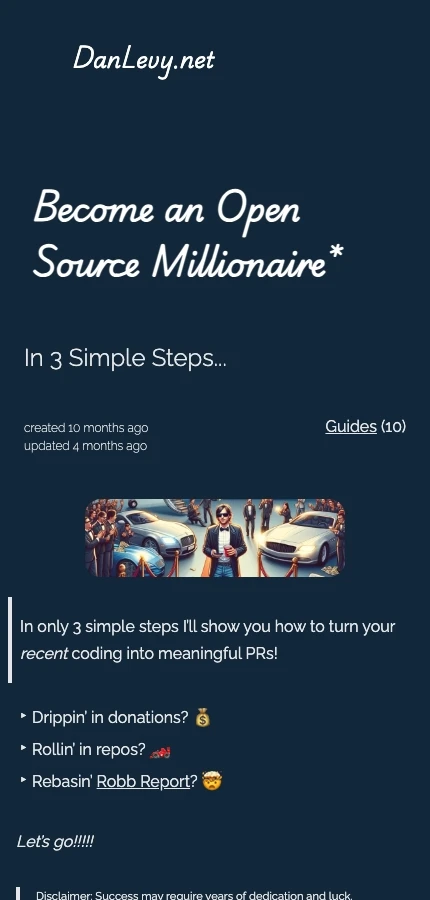 DanLevy.net
Become an Open
Source Millionaire*
In 3 Simple Steps...
created 10 months ago
updated 4 months ago
Guides (10)
In only 3 simple steps I'll show you how to turn your
recent coding into meaningful PRs!
‣ Drippin' in donations? 💰
‣ Rollin' in repos? 🏎️
‣ Rebasin' Robb Report? 🤯
Let's go!!!!!
Disclaimer: Success may require years of dedication and luck.